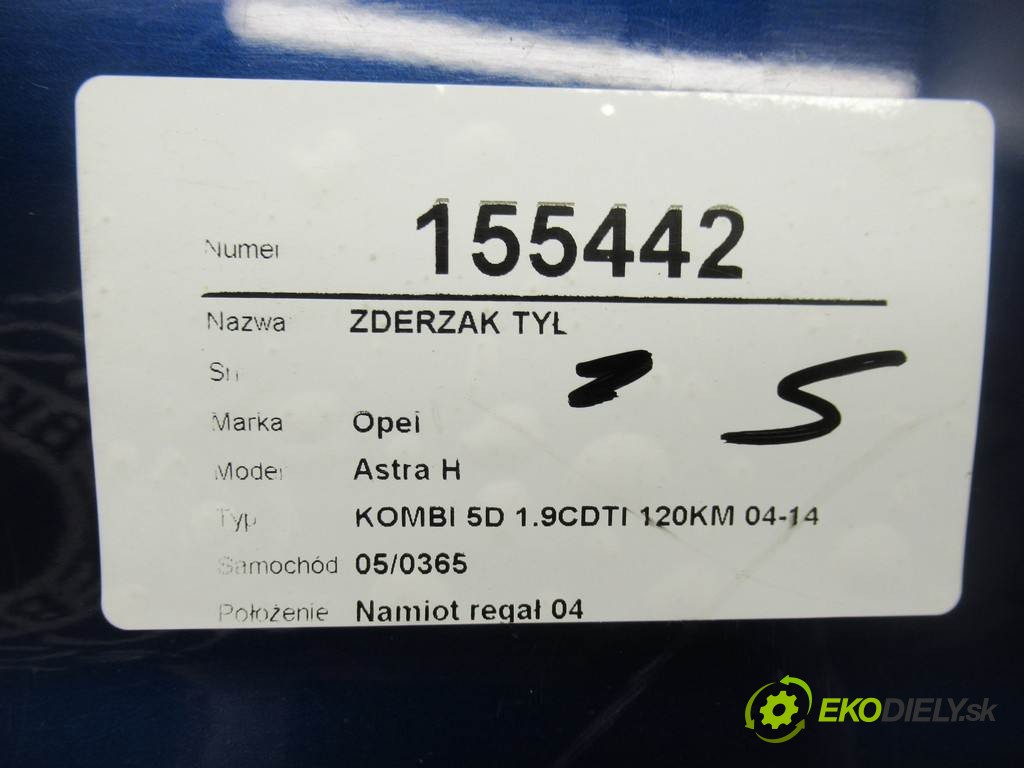 Numer 155442
Nazwa ZDERZAK TYŁ
Sn
Marka Opel
Model Astra H
Typ KOMBI 5D 1.9CDTI 120KM 04-14
Samochód 05/0365
Położenie Namiot regał 04
EKODIELY.sk